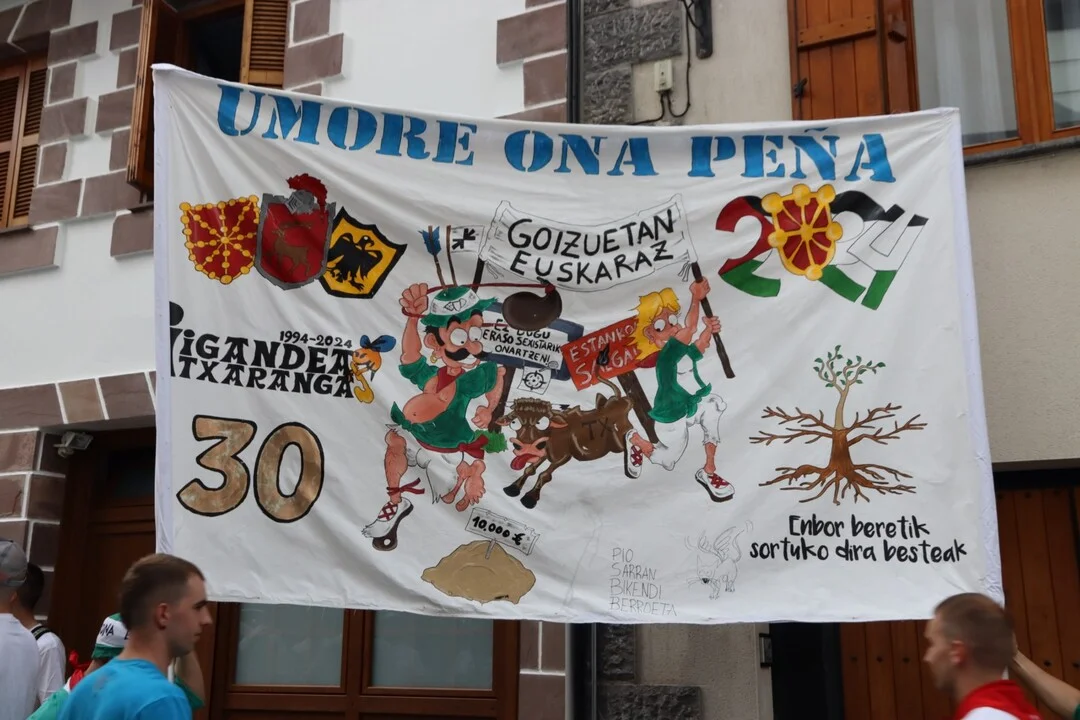 UMORE ONA PEÑA
2024
GOIZUETAN
EUSKARAZ
EZ DUGU
ERASO SEXISTARIK
ONARTZEN!
ESTANKO
SALGAI
1994-2024
IGANDEA
TXARANGA
30
TX
10.000 €
Enbor beretik
sortuko dira besteak
PIO
SARRAN
BIKENDI
BERROETA